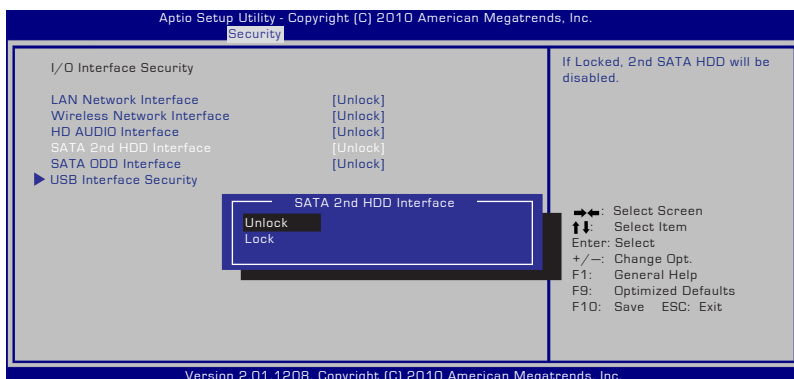 Aptio Setup Utility - Copyright (C) 2010 American Megatrends, Inc.
Security
I/O Interface Security
LAN Network Interface [Unlock]
Wireless Network Interface [Unlock]
HD AUDIO Interface [Unlock]
SATA 2nd HDD Interface [Unlock]
SATA ODD Interface [Unlock]
USB Interface Security
SATA 2nd HDD Interface
Unlock
Lock
If Locked, 2nd SATA HDD will be
disabled.
→←: Select Screen
↑↓: Select Item
Enter: Select
+/—: Change Opt.
F1: General Help
F9: Optimized Defaults
F10: Save ESC: Exit
Version 2.01.1208. Copyright (C) 2010 American Megatrends, Inc.